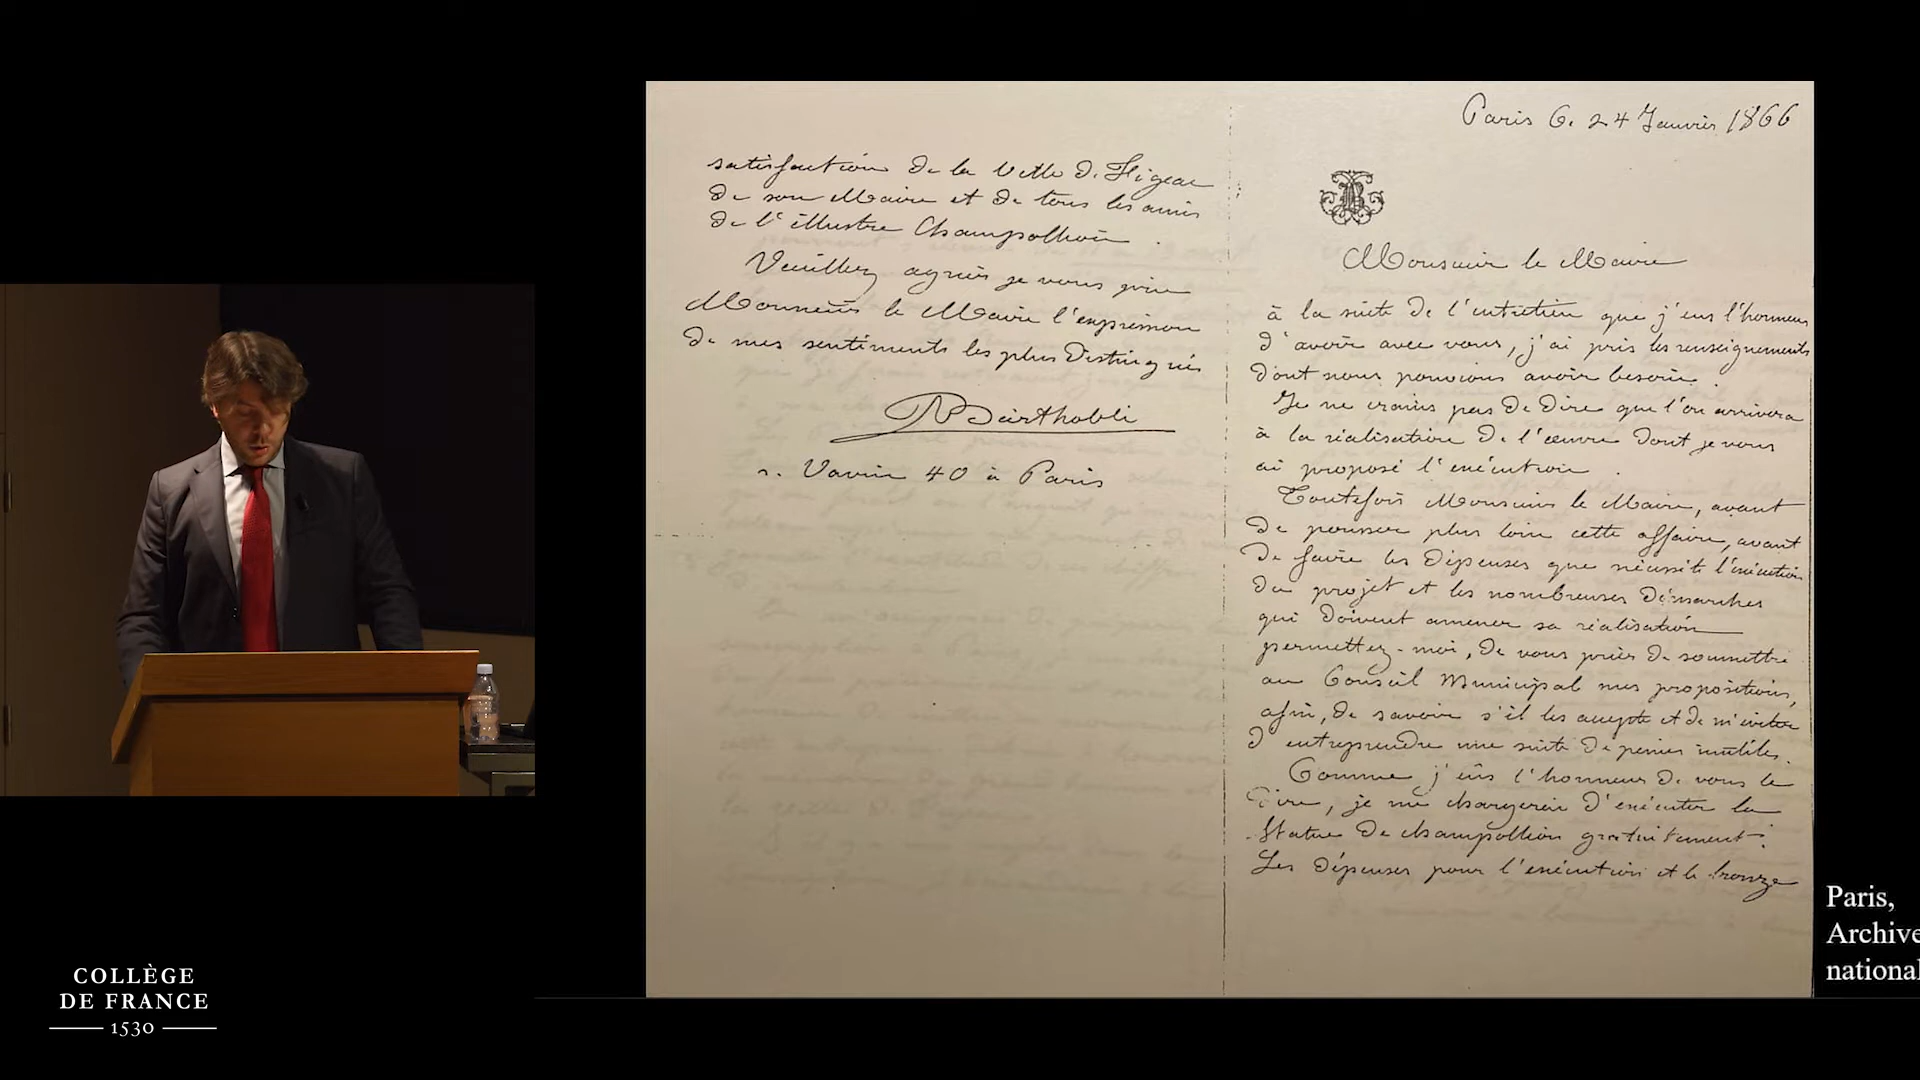 Paris le 24 Janvier 1866
Monsieur le Maire
à la suite de l'entretien que j'eus l'honneur
d'avoir avec vous, j'ai pris les renseignements
dont nous pouvions avoir besoin.
Je ne crains pas de dire que l'on arrivera
à la réalisation de l'œuvre dont je vous
ai proposé l'exécution.
Toutefois Monsieur le Maire, avant
de pousser plus loin cette affaire, avant
de faire les dépenses que nécessite l'exécution
du projet et les nombreuses démarches
qui doivent amener sa réalisation
permettez-moi, de vous prier de soumettre
au Conseil Municipal mes propositions,
afin, de savoir s'il les accepte et de m'éviter
d'entreprendre une suite de peines inutiles.
Comme j'eus l'honneur de vous le
dire, je me chargerai d'exécuter la
Statue de Champollion gratuitement:
Les dépenses pour l'exécution et le bronze
satisfaction de la Ville de Figeac
de son Maire et de tous les amis
de l'illustre Champollion.
Veuillez agréer je vous prie
Monsieur le Maire l'expression
de mes sentiments les plus distingués
Bartholdi
r. Vavin 40 à Paris
Paris,
Archive
national
COLLÈGE
DE FRANCE
1530